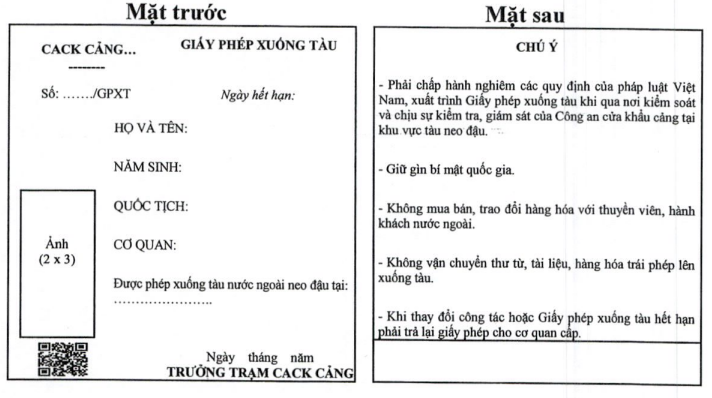 Mặt trước
CACK CẢNG...
--------
GIẤY PHÉP XUỐNG TÀU
Số: ……./GPXT
Ngày hết hạn:
HỌ VÀ TÊN:
NĂM SINH:
QUỐC TỊCH:
Ảnh
(2 x 3)
CƠ QUAN:
Được phép xuống tàu nước ngoài neo đậu tại:
…………………….
Ngày tháng năm
TRƯỞNG TRẠM CACK CẢNG
Mặt sau
CHÚ Ý
- Phải chấp hành nghiêm các quy định của pháp luật Việt
Nam, xuất trình Giấy phép xuống tàu khi qua nơi kiểm soát
và chịu sự kiểm tra, giám sát của Công an cửa khẩu cảng tại
khu vực tàu neo đậu.
- Giữ gìn bí mật quốc gia.
- Không mua bán, trao đổi hàng hóa với thuyền viên, hành
khách nước ngoài.
- Không vận chuyển thư từ, tài liệu, hàng hóa trái phép lên
xuống tàu.
- Khi thay đổi công tác hoặc Giấy phép xuống tàu hết hạn
phải trả lại giấy phép cho cơ quan cấp.